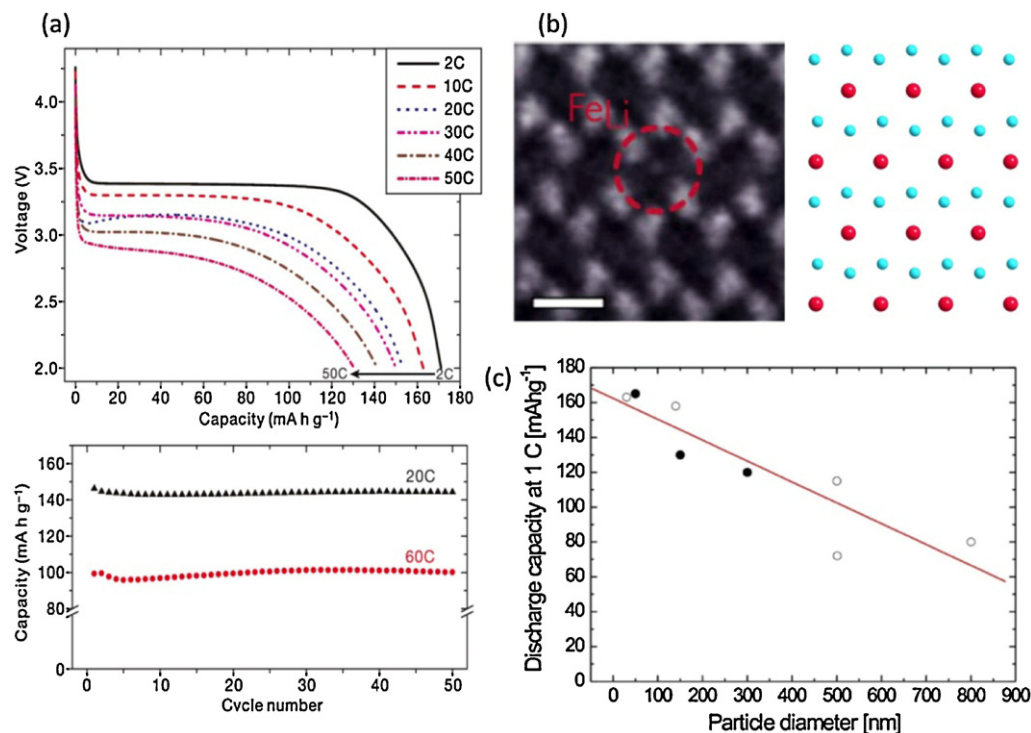 (a)
2C
10C
20C
30C
40C
50C
4.0
3.5
3.0
2.5
2.0
Voltage (V)
50C
2C
0 20 40 60 80 100 120 140 160 180
Capacity (mA h g⁻¹)
160
140
120
100
80
0
Capacity (mA h g⁻¹)
20C
60C
0 10 20 30 40 50
Cvcle number
(b)
FeLi
(c)
180
160
140
120
100
80
60
40
20
0
Discharge capacity at 1 C [mAhg⁻¹]
0 100 200 300 400 500 600 700 800 900
Particle diameter [nm]